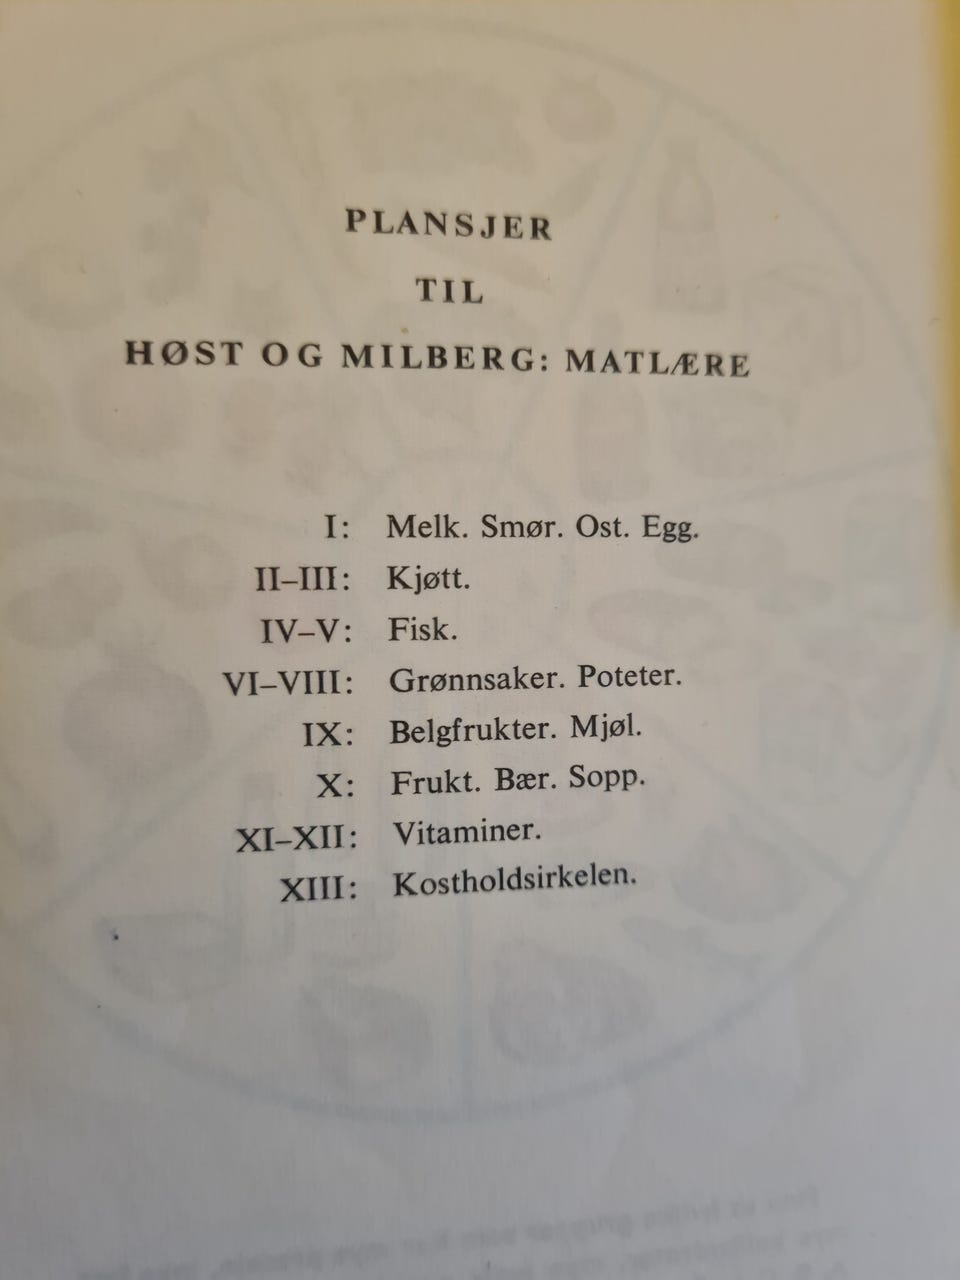 PLANSJER
TIL
HØST OG MILBERG: MATLÆRE
I: Melk. Smør. Ost. Egg.
II–III: Kjøtt.
IV–V: Fisk.
VI–VIII: Grønnsaker. Poteter.
IX: Belgfrukter. Mjøl.
X: Frukt. Bær. Sopp.
XI–XII: Vitaminer.
XIII: Kostholdsirkelen.